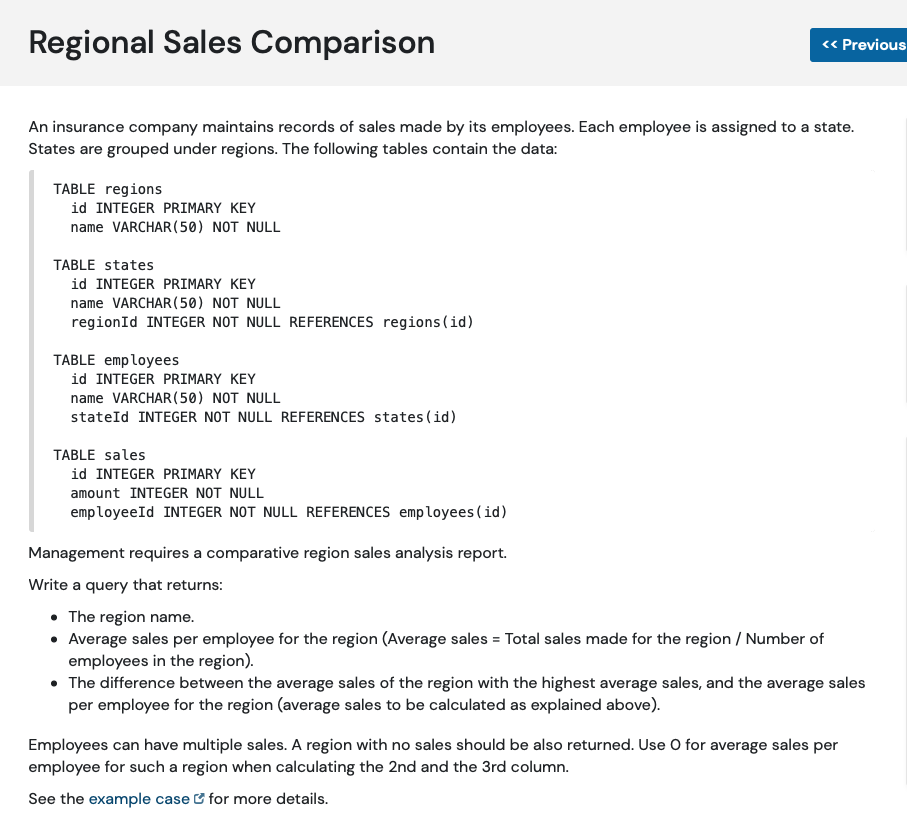 Regional Sales Comparison
<< Previous
An insurance company maintains records of sales made by its employees. Each employee is assigned to a state.
States are grouped under regions. The following tables contain the data:
TABLE regions
id INTEGER PRIMARY KEY
name VARCHAR(50) NOT NULL
TABLE states
id INTEGER PRIMARY KEY
name VARCHAR(50) NOT NULL
regionId INTEGER NOT NULL REFERENCES regions(id)
TABLE employees
id INTEGER PRIMARY KEY
name VARCHAR(50) NOT NULL
stateId INTEGER NOT NULL REFERENCES states(id)
TABLE sales
id INTEGER PRIMARY KEY
amount INTEGER NOT NULL
employeeId INTEGER NOT NULL REFERENCES employees(id)
Management requires a comparative region sales analysis report.
Write a query that returns:
• The region name.
• Average sales per employee for the region (Average sales = Total sales made for the region / Number of
employees in the region).
• The difference between the average sales of the region with the highest average sales, and the average sales
per employee for the region (average sales to be calculated as explained above).
Employees can have multiple sales. A region with no sales should be also returned. Use 0 for average sales per
employee for such a region when calculating the 2nd and the 3rd column.
See the example case for more details.